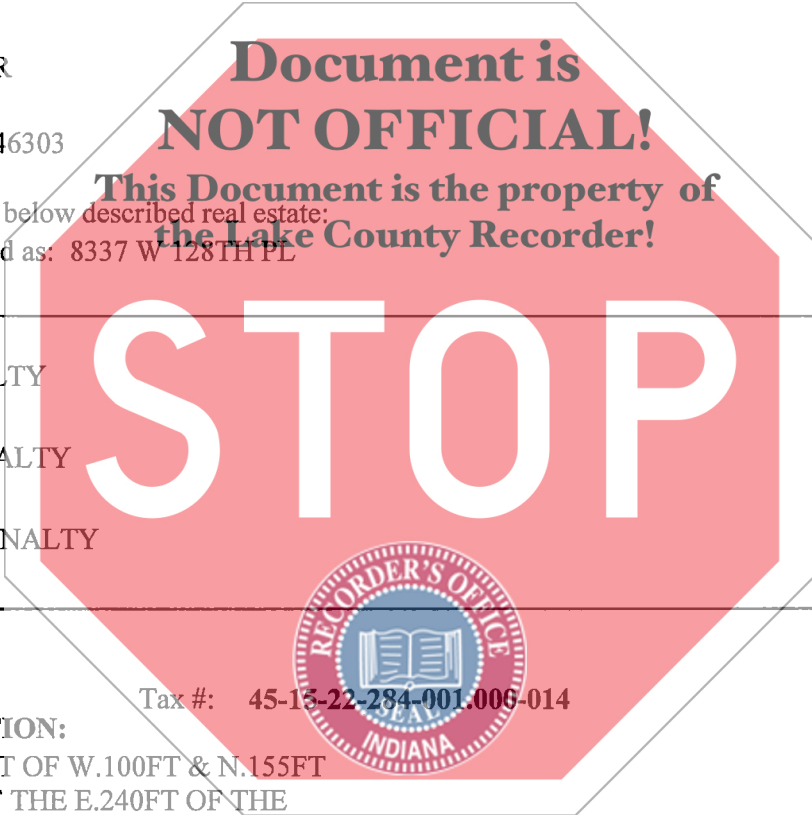 R
Document is
NOT OFFICIAL!
46303
This Document is the property of
below described real estate:
the Lake County Recorder!
d as: 8337 W 128TH PL
LTY
STOP
ALTY
NALTY
RECORDER'S OFFICE
Tax #: 45-15-22-284-001.000-014
SEAL
INDIANA
TION:
T OF W.100FT & N.155FT
THE E.240FT OF THE